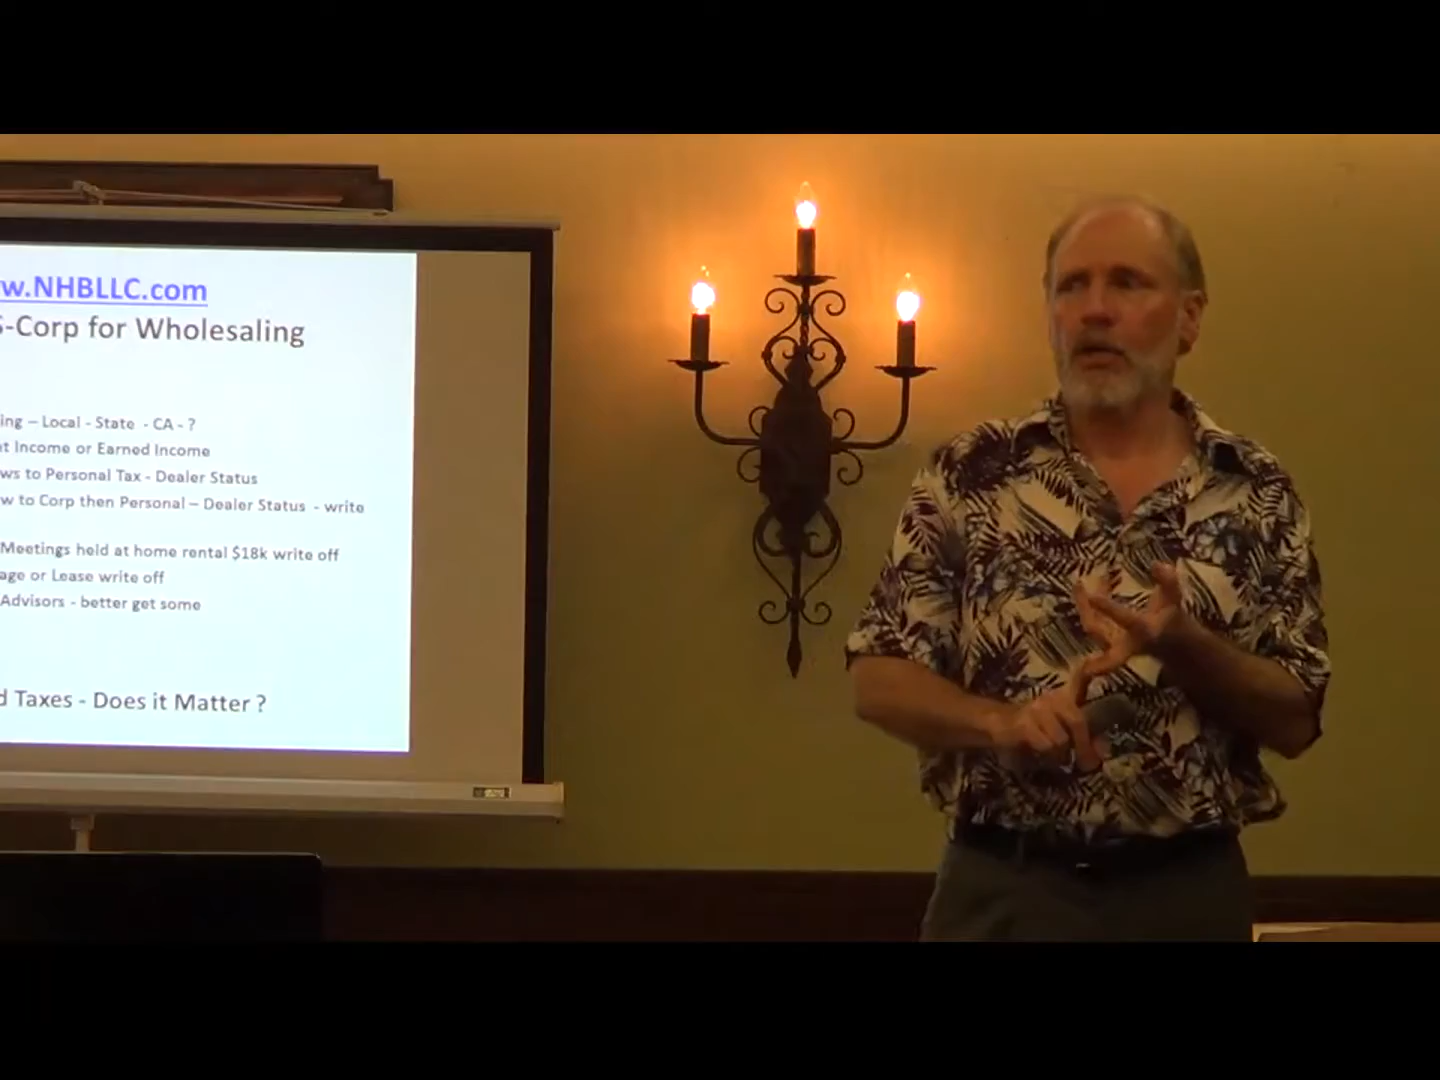 w.NHBLLC.com
S-Corp for Wholesaling
ing – Local - State - CA - ?
t Income or Earned Income
ws to Personal Tax - Dealer Status
w to Corp then Personal – Dealer Status - write
Meetings held at home rental $18k write off
age or Lease write off
Advisors - better get some
d Taxes - Does it Matter ?